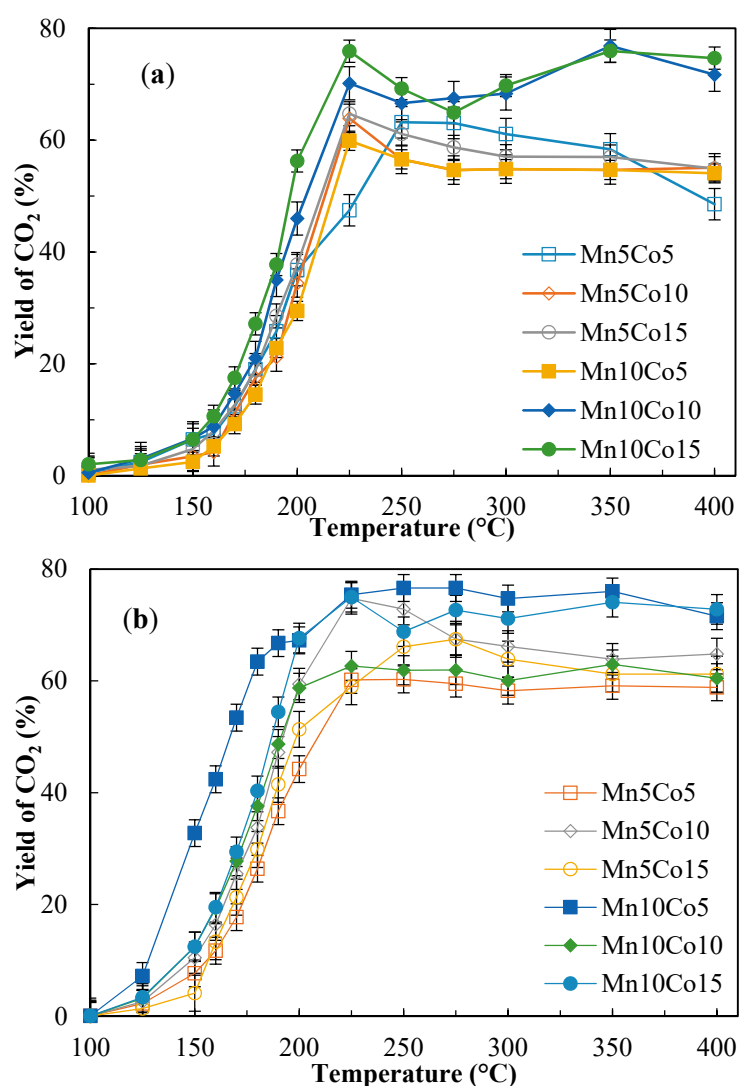 80
(a)
60
40
20
0
Yield of CO₂ (%)
Mn5Co5
Mn5Co10
Mn5Co15
Mn10Co5
Mn10Co10
Mn10Co15
100 150 200 250 300 350 400
Temperature (°C)
80
(b)
60
40
20
0
Yield of CO₂ (%)
Mn5Co5
Mn5Co10
Mn5Co15
Mn10Co5
Mn10Co10
Mn10Co15
100 150 200 250 300 350 400
Temperature (°C)